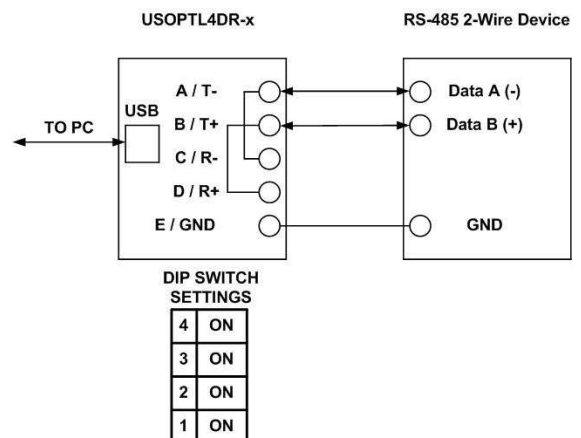 USOPTL4DR-x
RS-485 2-Wire Device
A / T-
Data A (-)
USB
B / T+
Data B (+)
TO PC
C / R-
D / R+
E / GND
GND
DIP SWITCH
SETTINGS
4 ON
3 ON
2 ON
1 ON